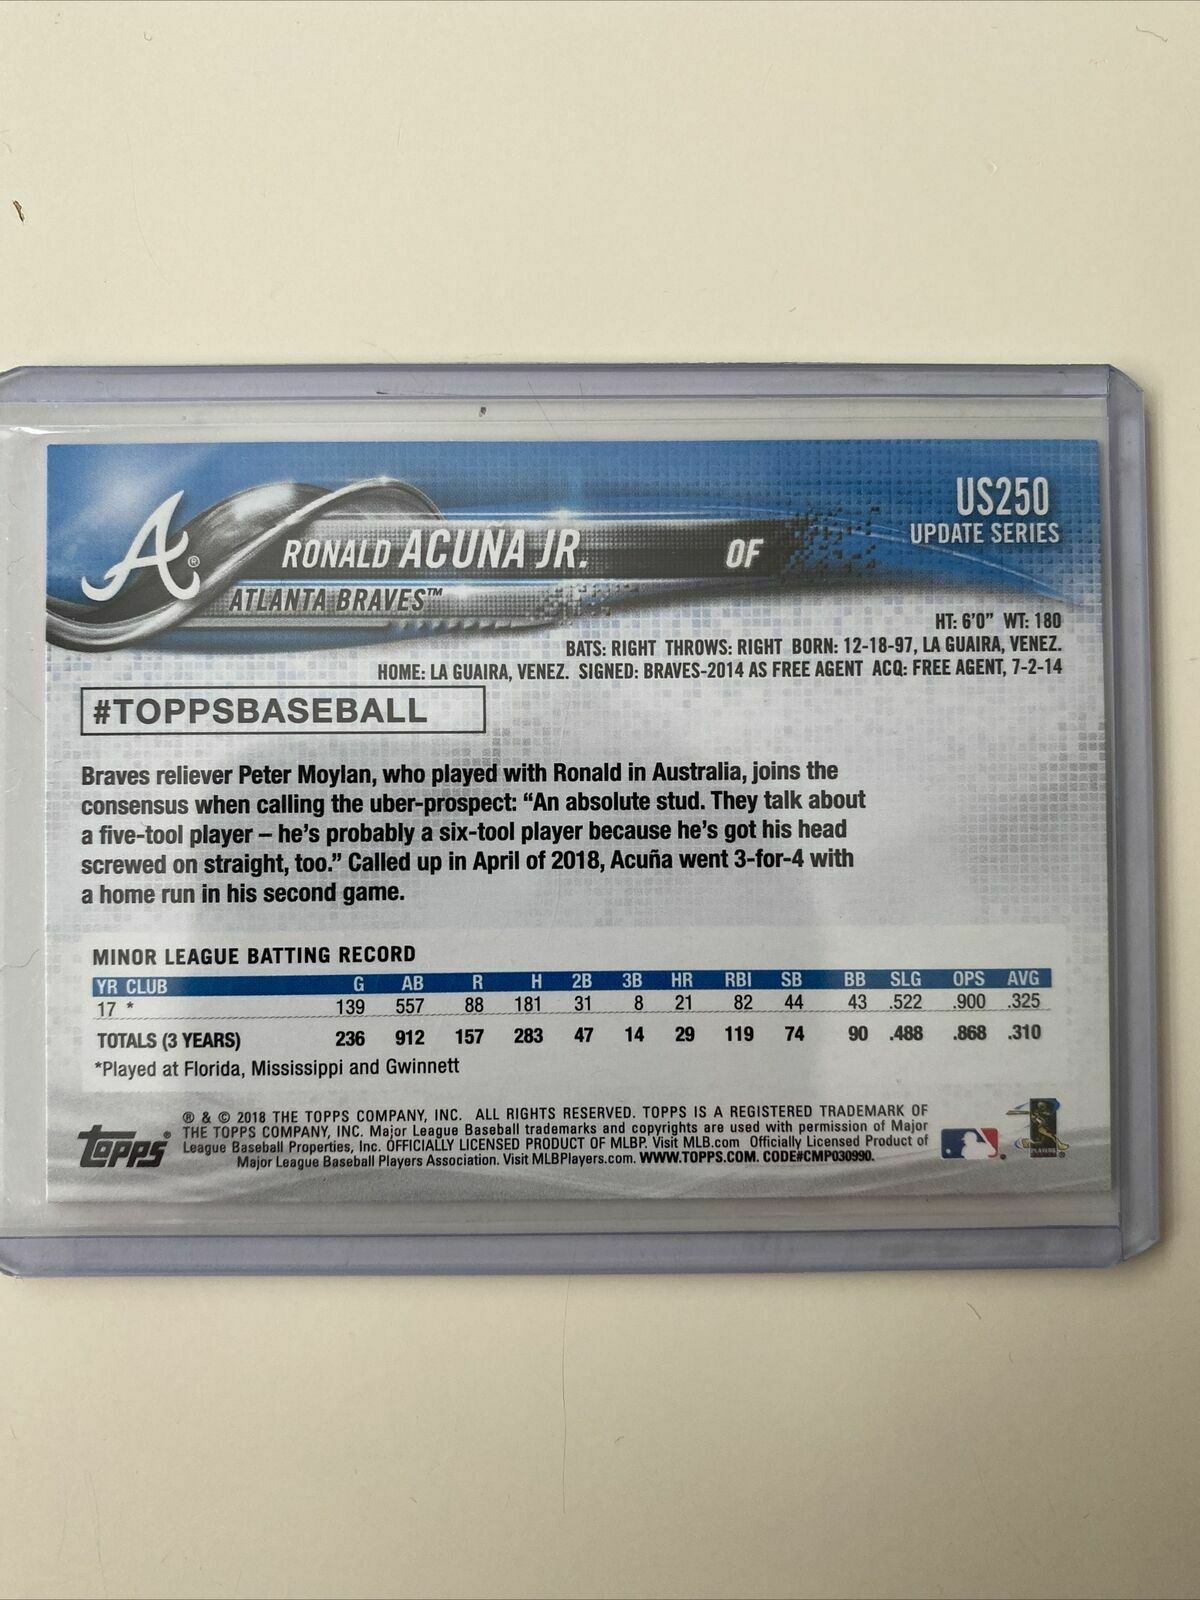 US250
UPDATE SERIES
A®
RONALD ACUÑA JR. OF
ATLANTA BRAVES™
HT: 6'0" WT: 180
BATS: RIGHT THROWS: RIGHT BORN: 12-18-97, LA GUAIRA, VENEZ.
HOME: LA GUAIRA, VENEZ. SIGNED: BRAVES-2014 AS FREE AGENT ACQ: FREE AGENT, 7-2-14
#TOPPSBASEBALL
Braves reliever Peter Moylan, who played with Ronald in Australia, joins the
consensus when calling the uber-prospect: “An absolute stud. They talk about
a five-tool player – he’s probably a six-tool player because he’s got his head
screwed on straight, too.” Called up in April of 2018, Acuña went 3-for-4 with
a home run in his second game.
MINOR LEAGUE BATTING RECORD
YR CLUB G AB R H 2B 3B HR RBI SB BB SLG OPS AVG
17 * 139 557 88 181 31 8 21 82 44 43 .522 .900 .325
TOTALS (3 YEARS) 236 912 157 283 47 14 29 119 74 90 .488 .868 .310
*Played at Florida, Mississippi and Gwinnett
Topps®
® & © 2018 THE TOPPS COMPANY, INC. ALL RIGHTS RESERVED. TOPPS IS A REGISTERED TRADEMARK OF
THE TOPPS COMPANY, INC. Major League Baseball trademarks and copyrights are used with permission of Major
League Baseball Properties, Inc. OFFICIALLY LICENSED PRODUCT OF MLBP. Visit MLB.com Officially Licensed Product of
Major League Baseball Players Association. Visit MLBPlayers.com. WWW.TOPPS.COM. CODE#CMP030990.
PLAYERS